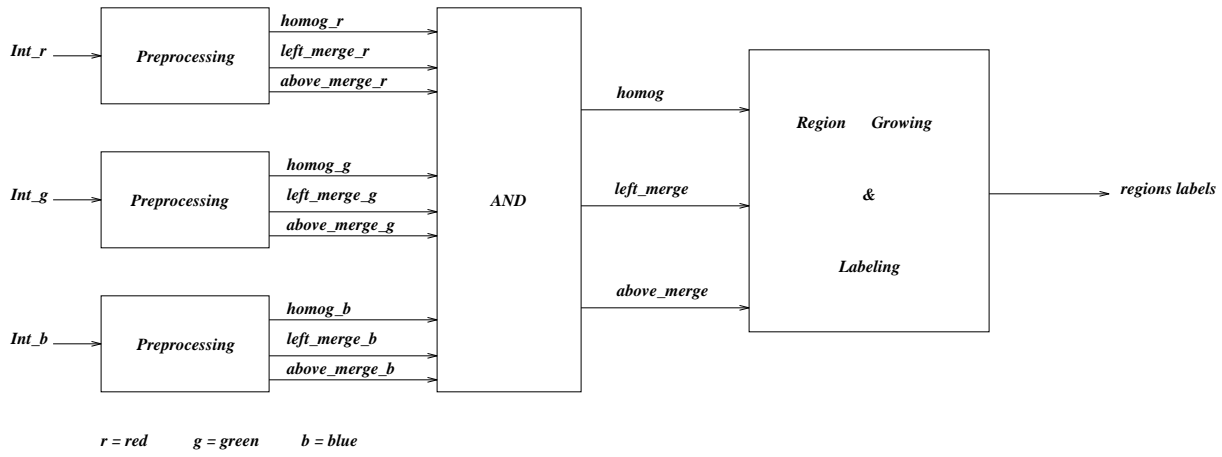 Int_r
Preprocessing
homog_r
left_merge_r
above_merge_r
Int_g
Preprocessing
homog_g
left_merge_g
above_merge_g
Int_b
Preprocessing
homog_b
left_merge_b
above_merge_b
AND
homog
left_merge
above_merge
Region Growing
&
Labeling
regions labels
r = red g = green b = blue